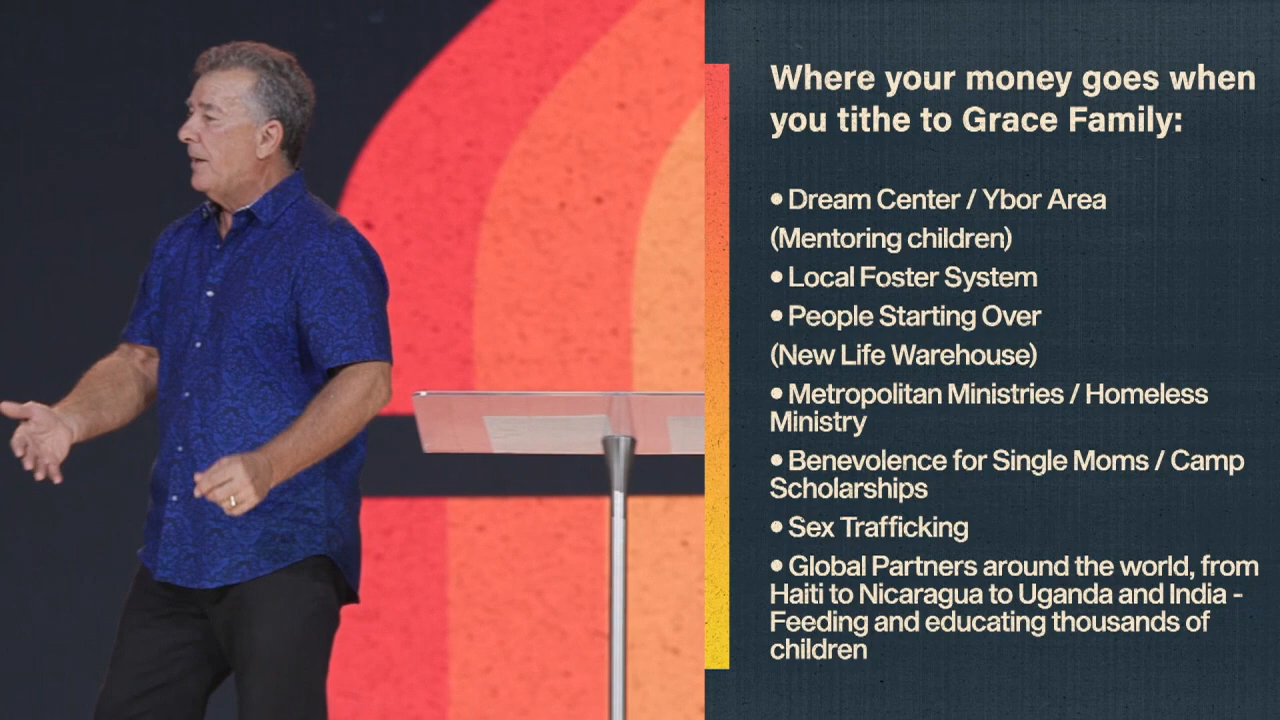 Where your money goes when
you tithe to Grace Family:
• Dream Center / Ybor Area
(Mentoring children)
• Local Foster System
• People Starting Over
(New Life Warehouse)
• Metropolitan Ministries / Homeless
Ministry
• Benevolence for Single Moms / Camp
Scholarships
• Sex Trafficking
• Global Partners around the world, from
Haiti to Nicaragua to Uganda and India -
Feeding and educating thousands of
children